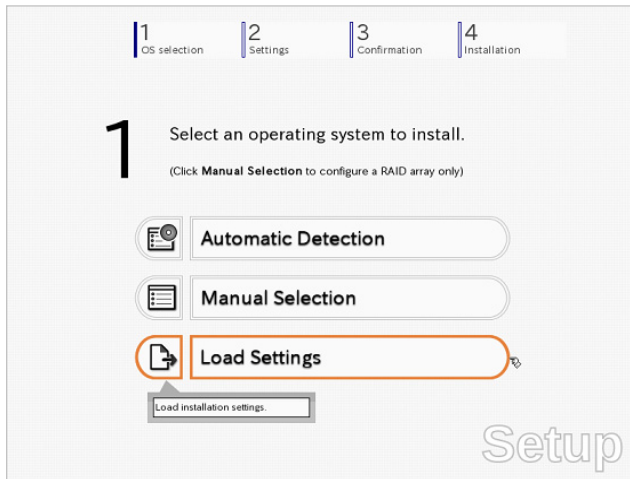 1
OS selection
2
Settings
3
Confirmation
4
Installation
1
Select an operating system to install.
(Click Manual Selection to configure a RAID array only)
Automatic Detection
Manual Selection
Load Settings
Load installation settings.
Setup